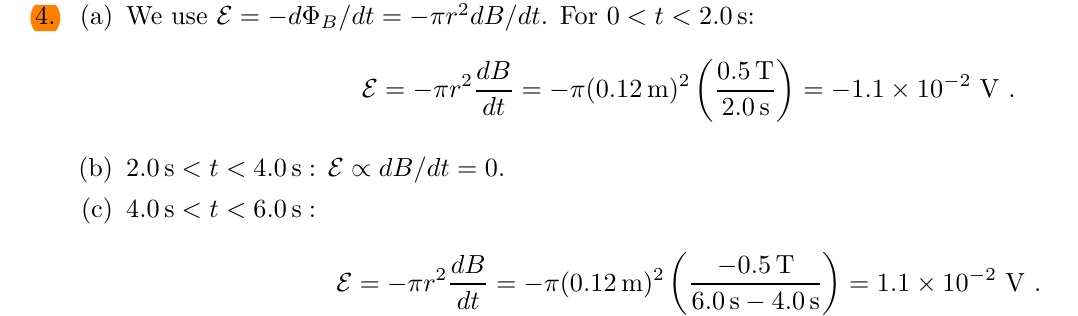 4. (a) We use ℰ = −dΦ_B/dt = −πr²dB/dt. For 0 < t < 2.0 s:
ℰ = −πr² dB/dt = −π(0.12 m)² (0.5 T / 2.0 s) = −1.1 × 10⁻² V .
(b) 2.0 s < t < 4.0 s : ℰ ∝ dB/dt = 0.
(c) 4.0 s < t < 6.0 s :
ℰ = −πr² dB/dt = −π(0.12 m)² (−0.5 T / 6.0 s − 4.0 s) = 1.1 × 10⁻² V .